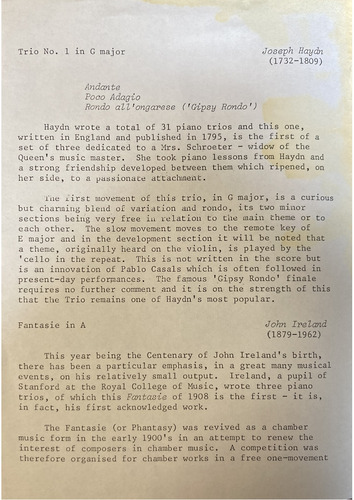 Trio No. 1 in G major Joseph Haydn
(1732-1809)
Andante
Poco Adagio
Rondo all'ongarese ('Gipsy Rondo')
Haydn wrote a total of 31 piano trios and this one,
written in England and published in 1795, is the first of a
set of three dedicated to a Mrs. Schroeter - widow of the
Queen's music master. She took piano lessons from Haydn and
a strong friendship developed between them which ripened, on
her side, to a passionate attachment.
The first movement of this trio, in G major, is a curious
but charming blend of variation and rondo, its two minor
sections being very free in relation to the main theme or to
each other. The slow movement moves to the remote key of
E major and in the development section it will be noted that
a theme, originally heard on the violin, is played by the
'cello in the repeat. This is not written in the score but
is an innovation of Pablo Casals which is often followed in
present-day performances. The famous 'Gipsy Rondo' finale
requires no further comment and it is on the strength of this
that the Trio remains one of Haydn's most popular.
Fantasie in A John Ireland
(1879-1962)
This year being the Centenary of John Ireland's birth,
there has been a particular emphasis, in a great many musical
events, on his relatively small output. Ireland, a pupil of
Stanford at the Royal College of Music, wrote three piano
trios, of which this Fantasie of 1908 is the first - it is,
in fact, his first acknowledged work.
The Fantasie (or Phantasy) was revived as a chamber
music form in the early 1900's in an attempt to renew the
interest of composers in chamber music. A competition was
therefore organised for chamber works in a free one-movement